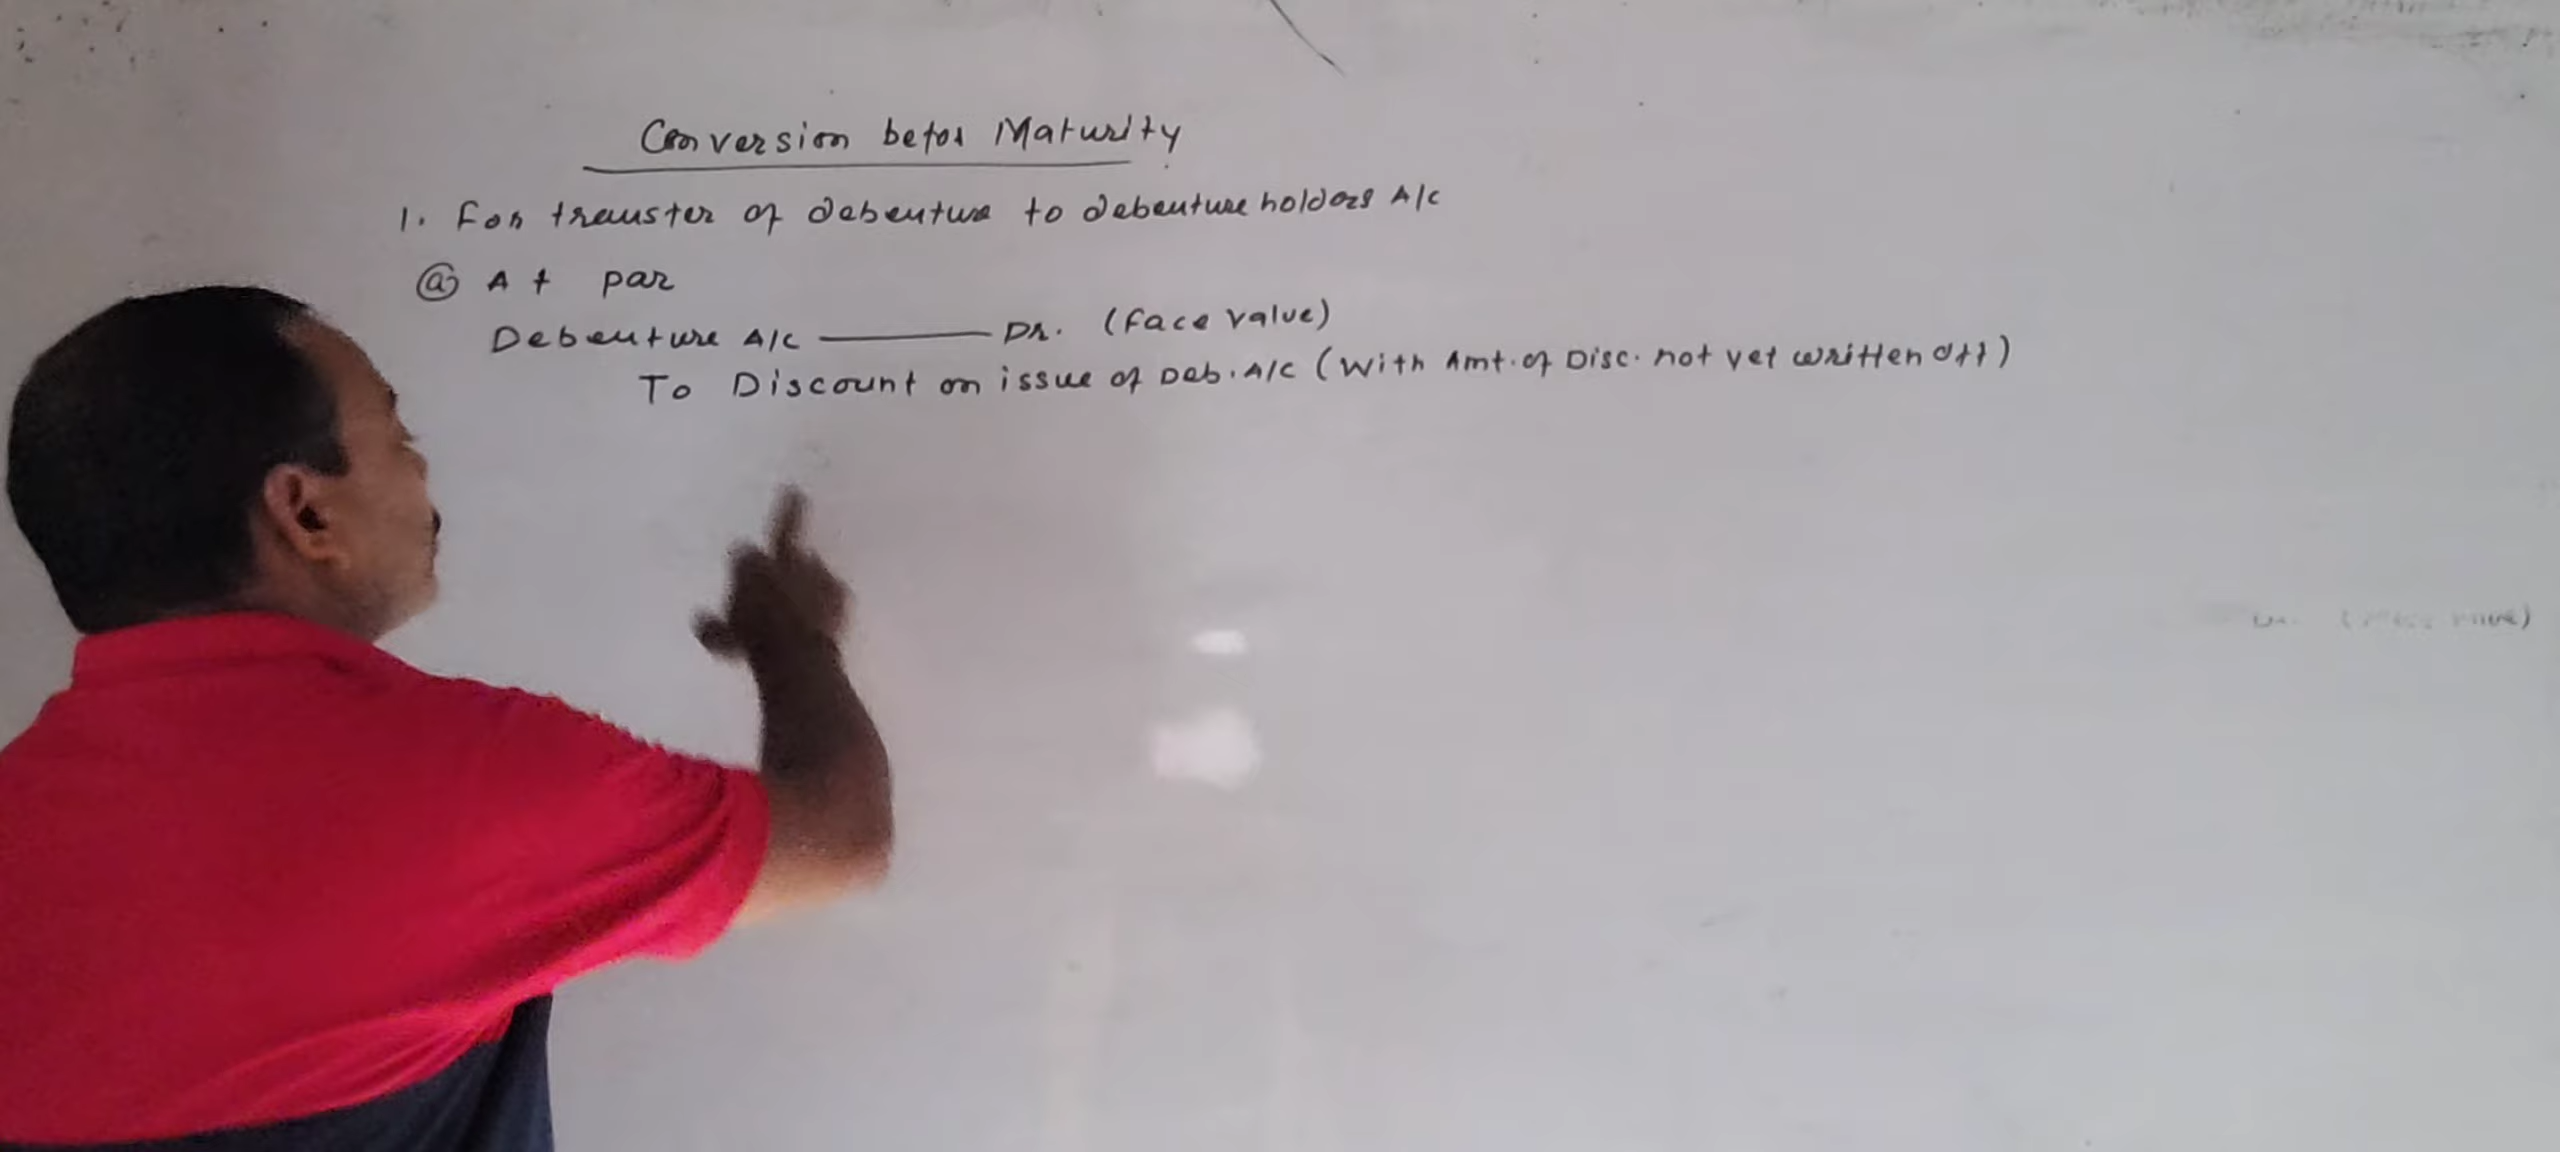 Conversion befor Maturity
1. For transfer of debenture to debenture holders A/c
ⓐ At par
Debenture A/c ——— Dr. (Face value)
To Discount on issue of Deb. A/c (With Amt. of Disc. not yet written off)